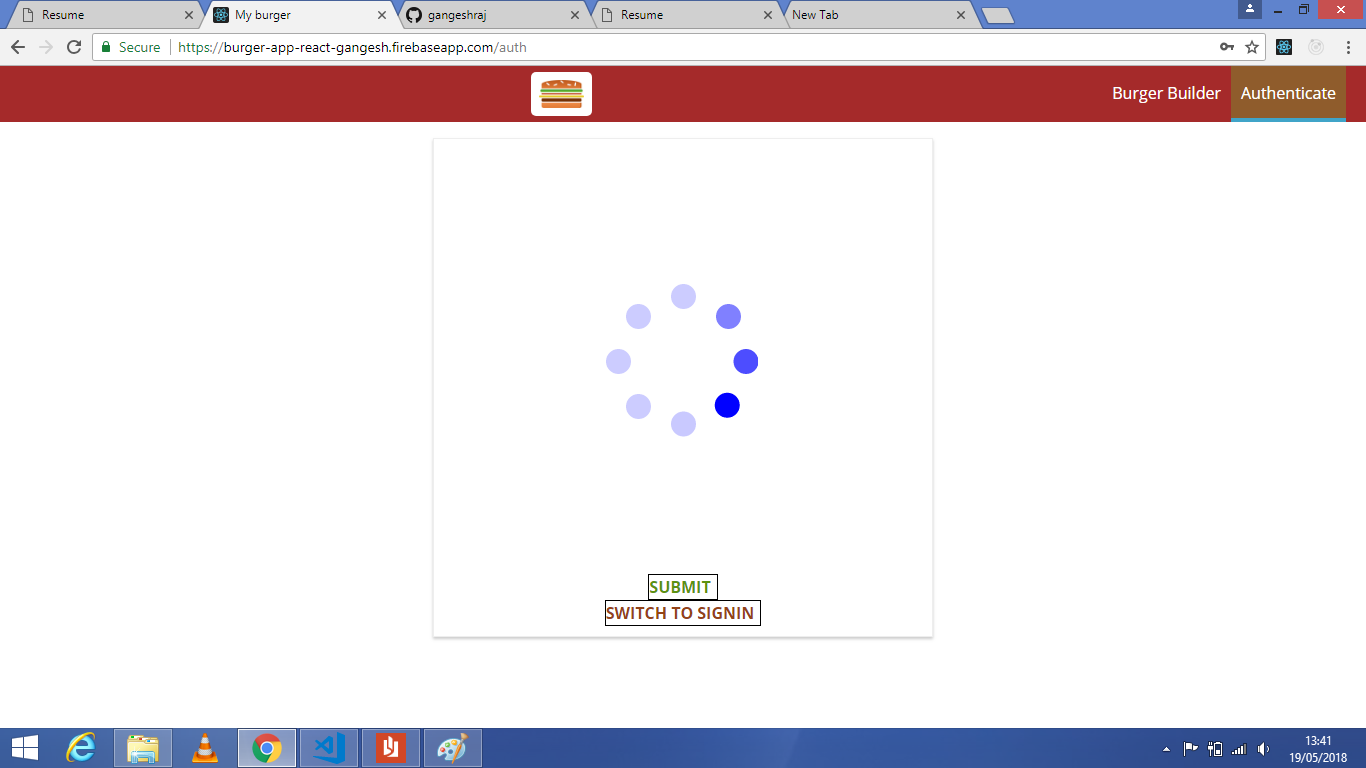 Resume
My burger
gangeshraj
Resume
New Tab
Secure
https://burger-app-react-gangesh.firebaseapp.com/auth
Burger Builder
Authenticate
SUBMIT
SWITCH TO SIGNIN
13:41
19/05/2018